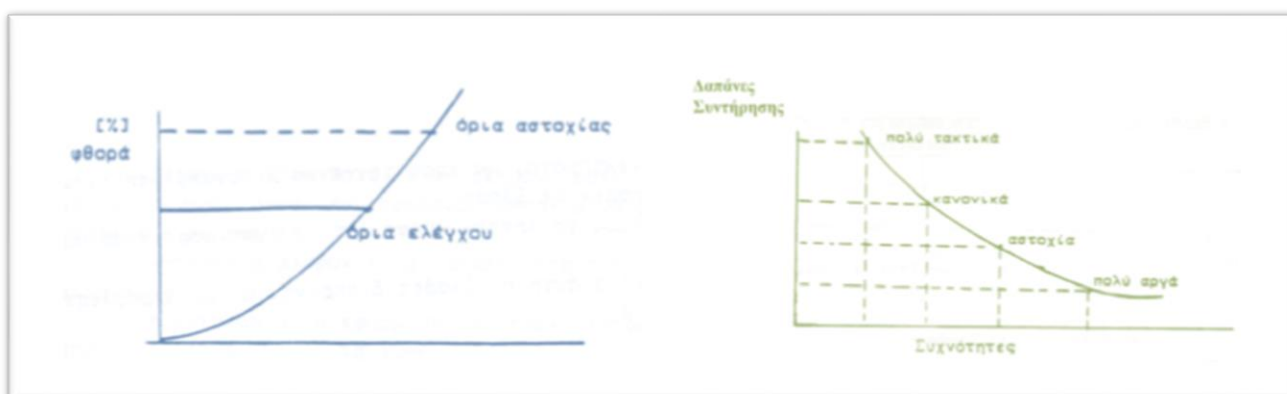 [%]
φθορά
όρια αστοχίας
όρια ελέγχου
Δαπάνες
Συντήρησης
πολύ τακτικά
κανονικά
αστοχία
πολύ αργά
Συχνότητες